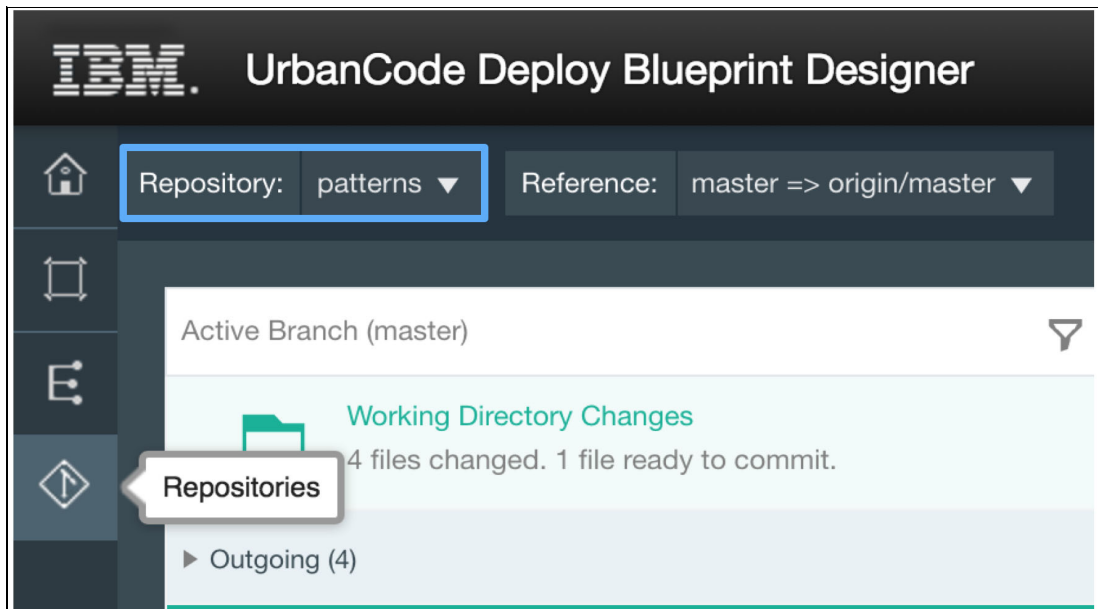 IBM. UrbanCode Deploy Blueprint Designer
Repository: patterns ▼ Reference: master => origin/master ▼
Active Branch (master)
Working Directory Changes
4 files changed. 1 file ready to commit.
Repositories
Outgoing (4)